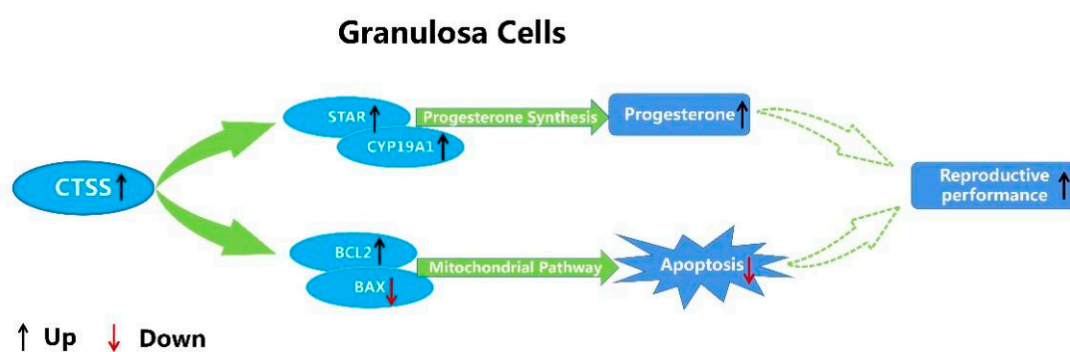 Granulosa Cells
STAR
CYP19A1
Progesterone Synthesis
Progesterone
CTSS
Reproductive
performance
BCL2
BAX
Mitochondrial Pathway
Apoptosis
↑ Up ↓ Down